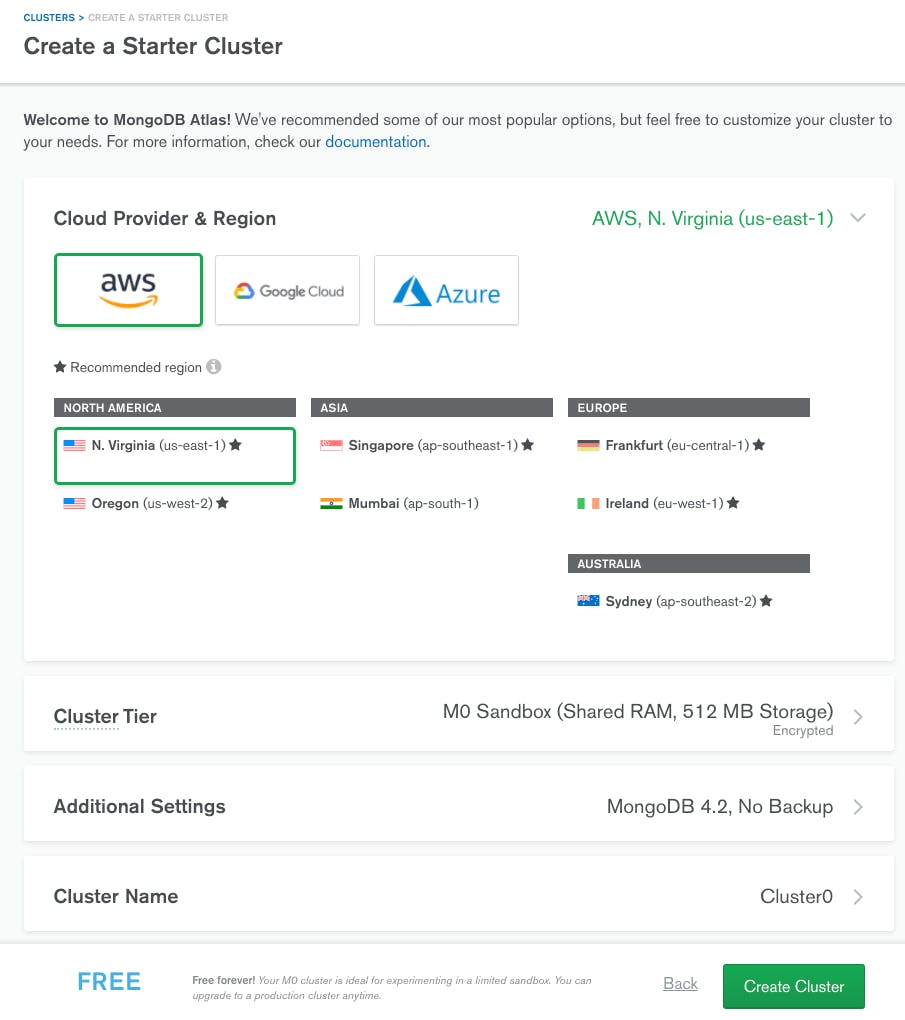 CLUSTERS > CREATE A STARTER CLUSTER
Create a Starter Cluster
Welcome to MongoDB Atlas! We've recommended some of our most popular options, but feel free to customize your cluster to
your needs. For more information, check our documentation.
Cloud Provider & Region
AWS, N. Virginia (us-east-1)
aws
Google Cloud
Azure
★ Recommended region
NORTH AMERICA
N. Virginia (us-east-1) ★
Oregon (us-west-2) ★
ASIA
Singapore (ap-southeast-1) ★
Mumbai (ap-south-1)
EUROPE
Frankfurt (eu-central-1) ★
Ireland (eu-west-1) ★
AUSTRALIA
Sydney (ap-southeast-2) ★
Cluster Tier
M0 Sandbox (Shared RAM, 512 MB Storage)
Encrypted
Additional Settings
MongoDB 4.2, No Backup
Cluster Name
Cluster0
FREE
Free forever! Your M0 cluster is ideal for experimenting in a limited sandbox. You can
upgrade to a production cluster anytime.
Back
Create Cluster